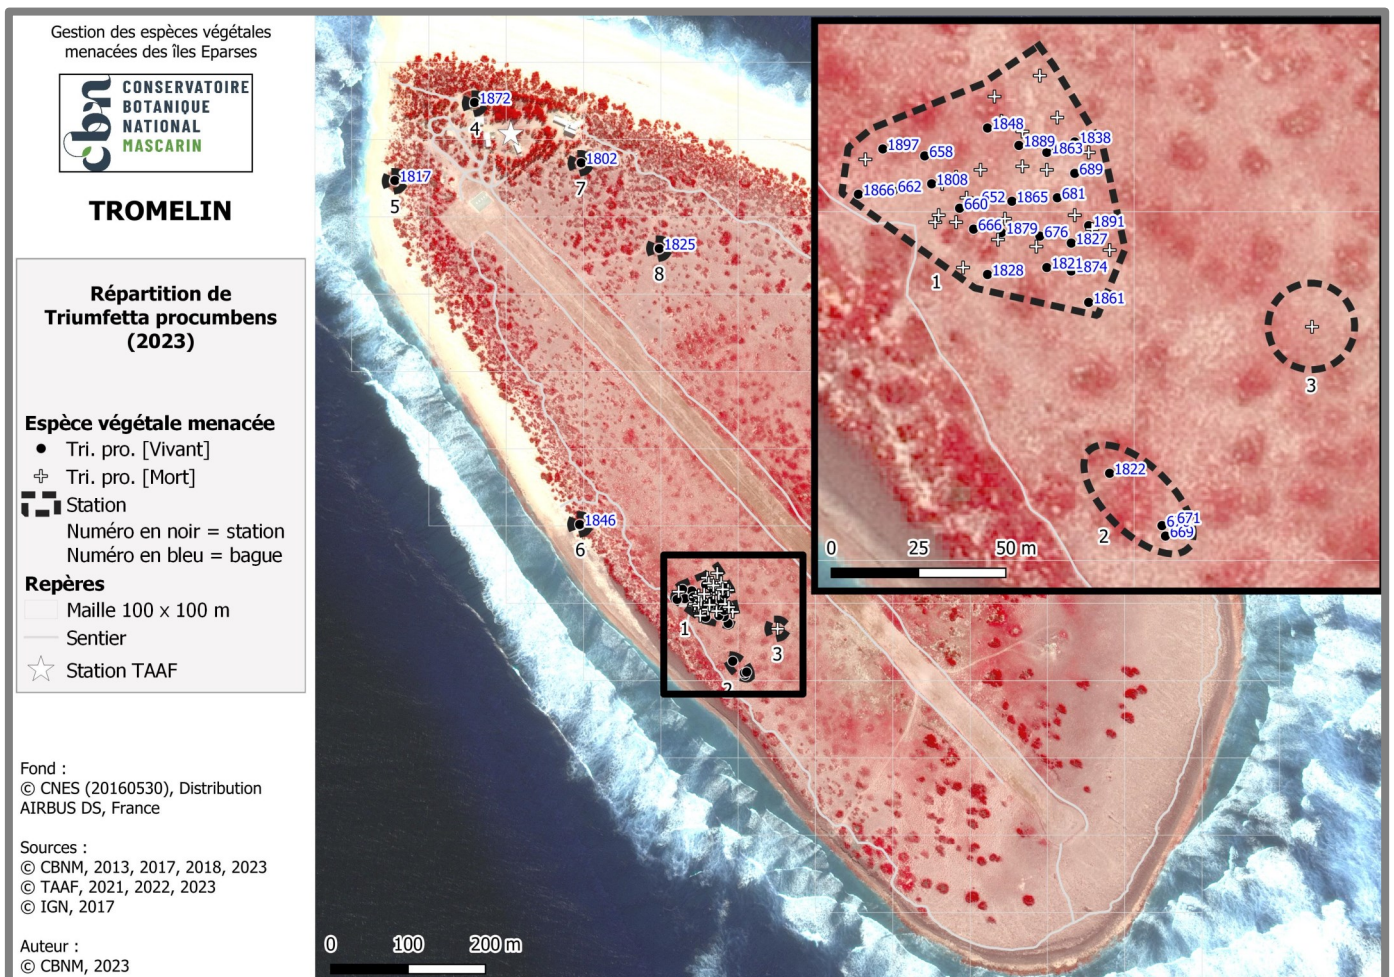 Gestion des espèces végétales
menacées des îles Eparses
cbnm
CONSERVATOIRE
BOTANIQUE
NATIONAL
MASCARIN
TROMELIN
Répartition de
Triumfetta procumbens
(2023)
Espèce végétale menacée
Tri. pro. [Vivant]
Tri. pro. [Mort]
Station
Numéro en noir = station
Numéro en bleu = bague
Repères
Maille 100 x 100 m
Sentier
Station TAAF
Fond :
© CNES (20160530), Distribution
AIRBUS DS, France
Sources :
© CBNM, 2013, 2017, 2018, 2023
© TAAF, 2021, 2022, 2023
© IGN, 2017
Auteur :
© CBNM, 2023
1872
4
1802
7
1817
5
1825
8
1846
6
1
3
2
0 100 200 m
1848
1897
658
1889
1838
1863
689
1866
662
1808
652
1865
681
660
666
1879
676
1891
1827
1828
1821
874
1861
1
3
1822
671
669
2
0 25 50 m